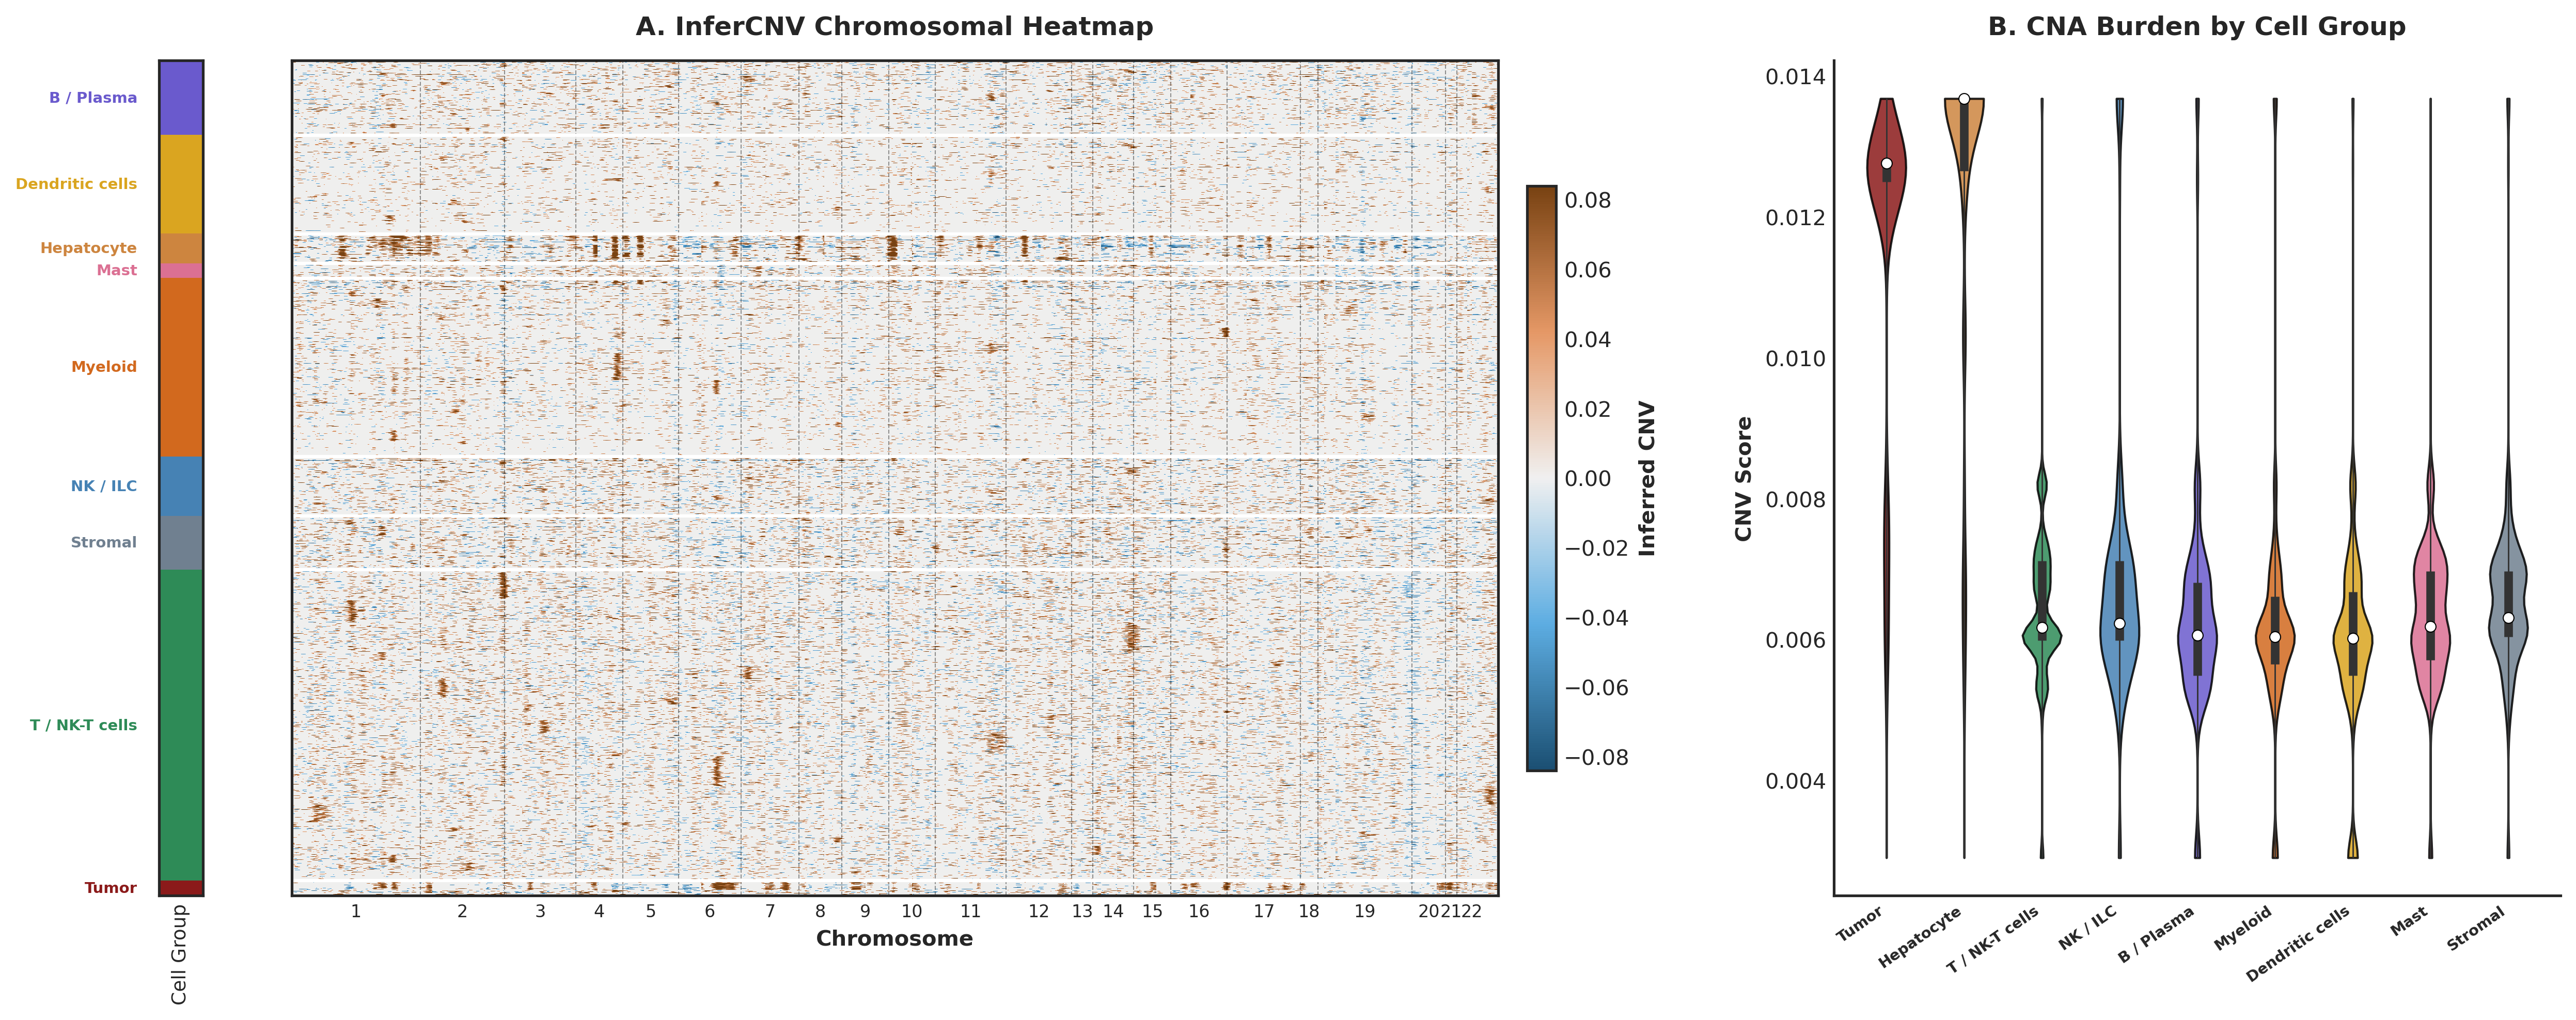 A. InferCNV Chromosomal Heatmap
B / Plasma
Dendritic cells
Hepatocyte
Mast
Myeloid
NK / ILC
Stromal
T / NK-T cells
Tumor
Cell Group
1 2 3 4 5 6 7 8 9 10 11 12 13 14 15 16 17 18 19 20 21 22
Chromosome
0.08
0.06
0.04
0.02
0.00
−0.02
−0.04
−0.06
−0.08
Inferred CNV
B. CNA Burden by Cell Group
CNV Score
0.014
0.012
0.010
0.008
0.006
0.004
Tumor
Hepatocyte
T / NK-T cells
NK / ILC
B / Plasma
Myeloid
Dendritic cells
Mast
Stromal